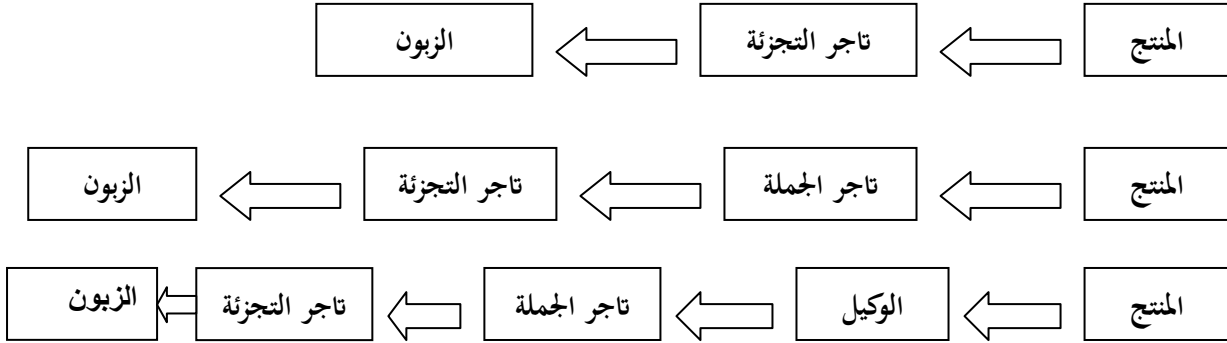 المنتج تاجر التجزئة الزبون
المنتج تاجر الجملة تاجر التجزئة الزبون
المنتج الوكيل تاجر الجملة تاجر التجزئة الزبون